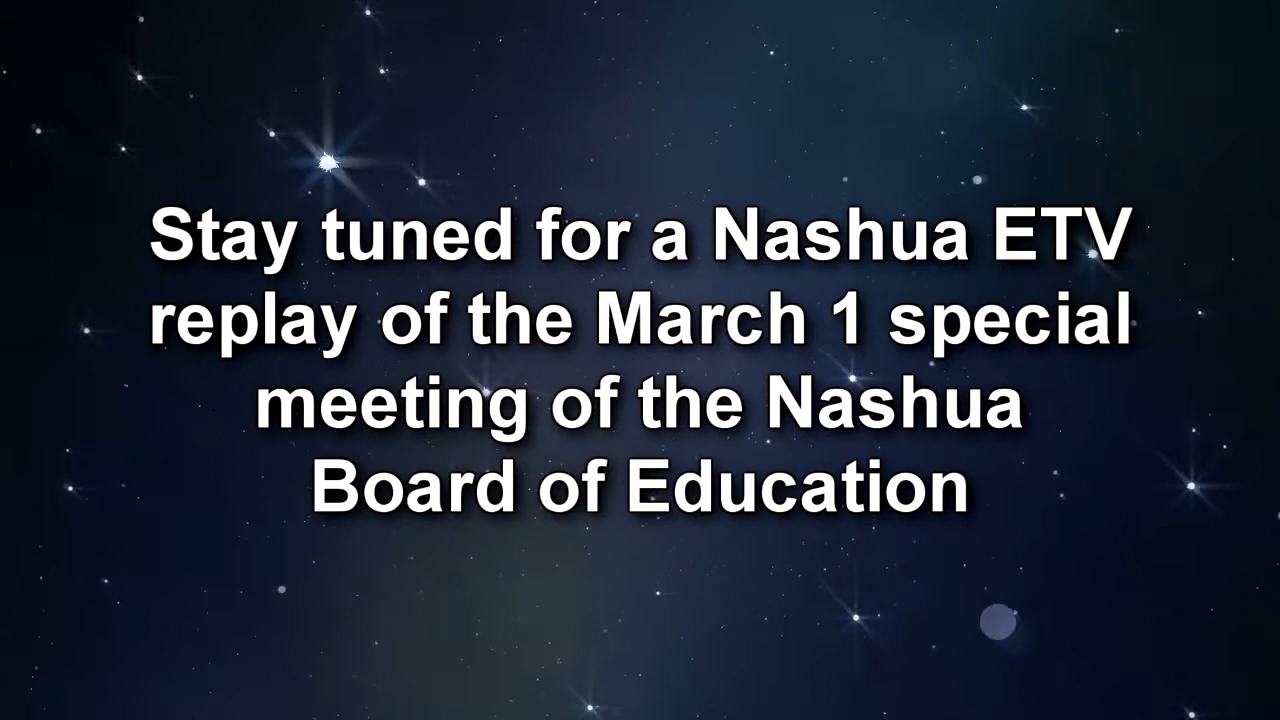 Stay tuned for a Nashua ETV
replay of the March 1 special
meeting of the Nashua
Board of Education